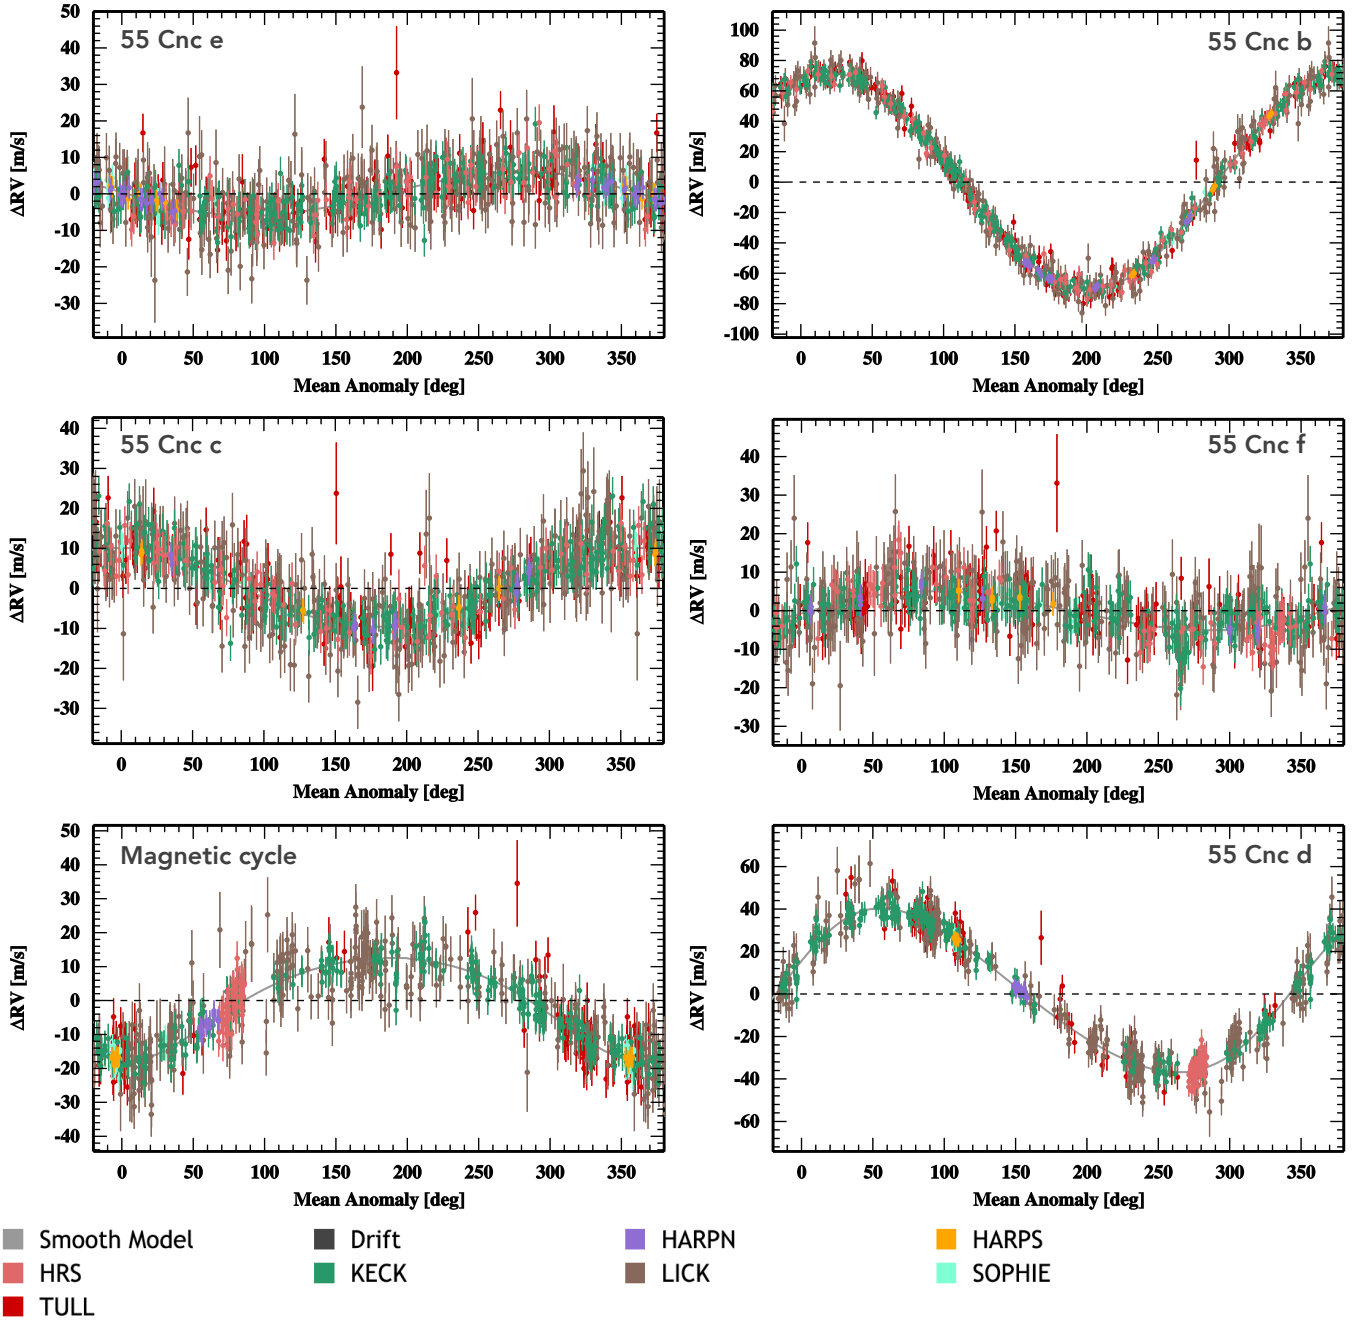 55 Cnc e
50
40
30
20
10
0
-10
-20
-30
ΔRV [m/s]
0 50 100 150 200 250 300 350
Mean Anomaly [deg]
55 Cnc b
100
80
60
40
20
0
-20
-40
-60
-80
-100
ΔRV [m/s]
0 50 100 150 200 250 300 350
Mean Anomaly [deg]
55 Cnc c
40
30
20
10
0
-10
-20
-30
ΔRV [m/s]
0 50 100 150 200 250 300 350
Mean Anomaly [deg]
55 Cnc f
40
30
20
10
0
-10
-20
-30
ΔRV [m/s]
0 50 100 150 200 250 300 350
Mean Anomaly [deg]
Magnetic cycle
50
40
30
20
10
0
-10
-20
-30
-40
ΔRV [m/s]
0 50 100 150 200 250 300 350
Mean Anomaly [deg]
55 Cnc d
60
40
20
0
-20
-40
-60
ΔRV [m/s]
0 50 100 150 200 250 300 350
Mean Anomaly [deg]
Smooth Model Drift HARPN HARPS
HRS KECK LICK SOPHIE
TULL